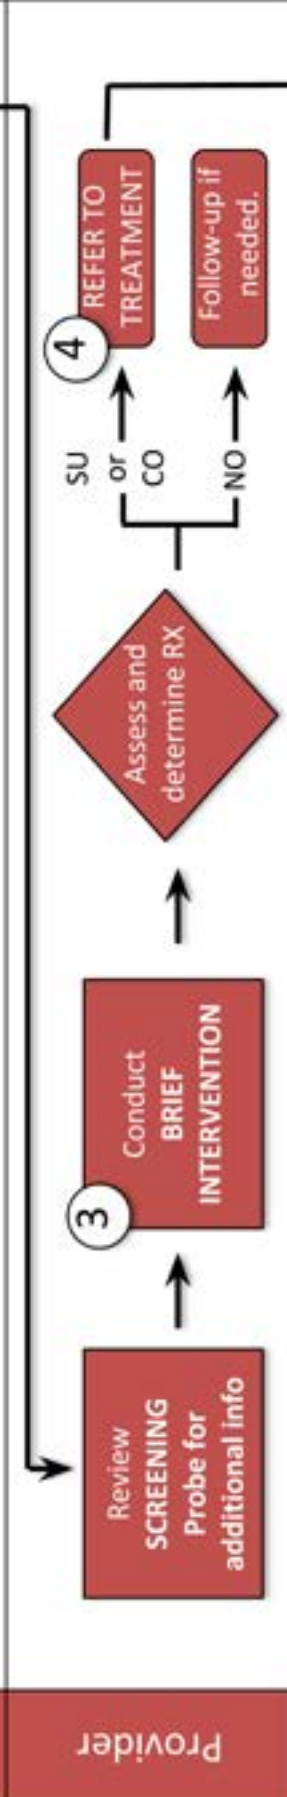 Provider
Review
SCREENING
Probe for
additional info
3
Conduct
BRIEF
INTERVENTION
Assess and
determine RX
SU
or
CO
NO
4
REFER TO
TREATMENT
Follow-up if
needed.